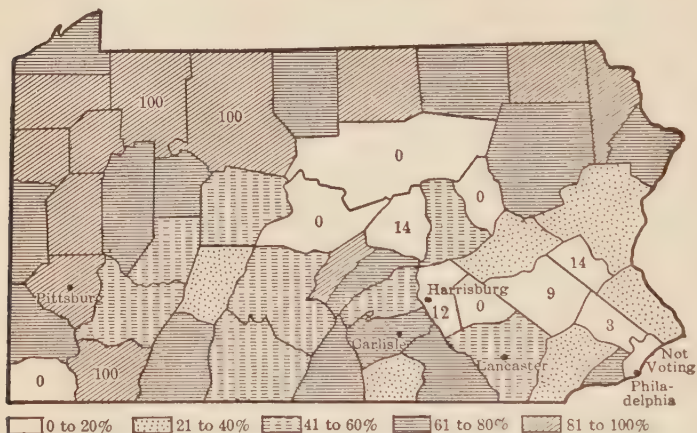 100
100
0
0
0
14
14
Pittsburg
Harrisburg
9
12
0
3
Carlisle
Not
Voting
Lancaster
0
100
Phila-
delphia
0 to 20%
21 to 40%
41 to 60%
61 to 80%
81 to 100%